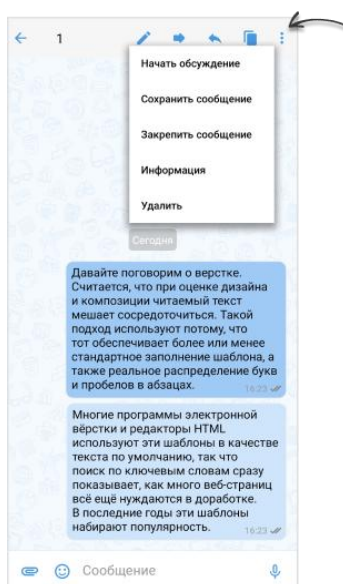 1
Начать обсуждение
Сохранить сообщение
Закрепить сообщение
Информация
Удалить
Сегодня
Давайте поговорим о верстке.
Считается, что при оценке дизайна
и композиции читаемый текст
мешает сосредоточиться. Такой
подход используют потому, что
тот обеспечивает более или менее
стандартное заполнение шаблона, а
также реальное распределение букв
и пробелов в абзацах.
16:23
Многие программы электронной
вёрстки и редакторы HTML
используют эти шаблоны в качестве
текста по умолчанию, так что
поиск по ключевым словам сразу
показывает, как много веб-страниц
всё ещё нуждаются в доработке.
В последние годы эти шаблоны
набирают популярность.
16:23
Сообщение